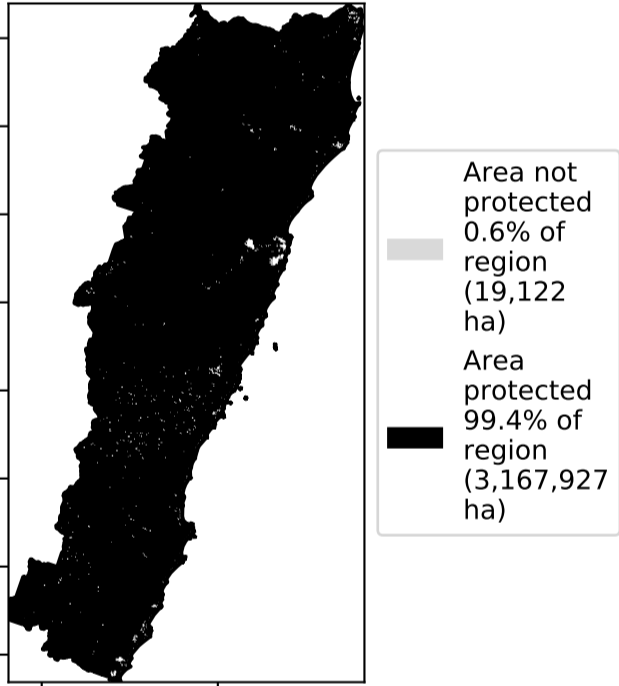 Area not
protected
0.6% of
region
(19,122
ha)
Area
protected
99.4% of
region
(3,167,927
ha)